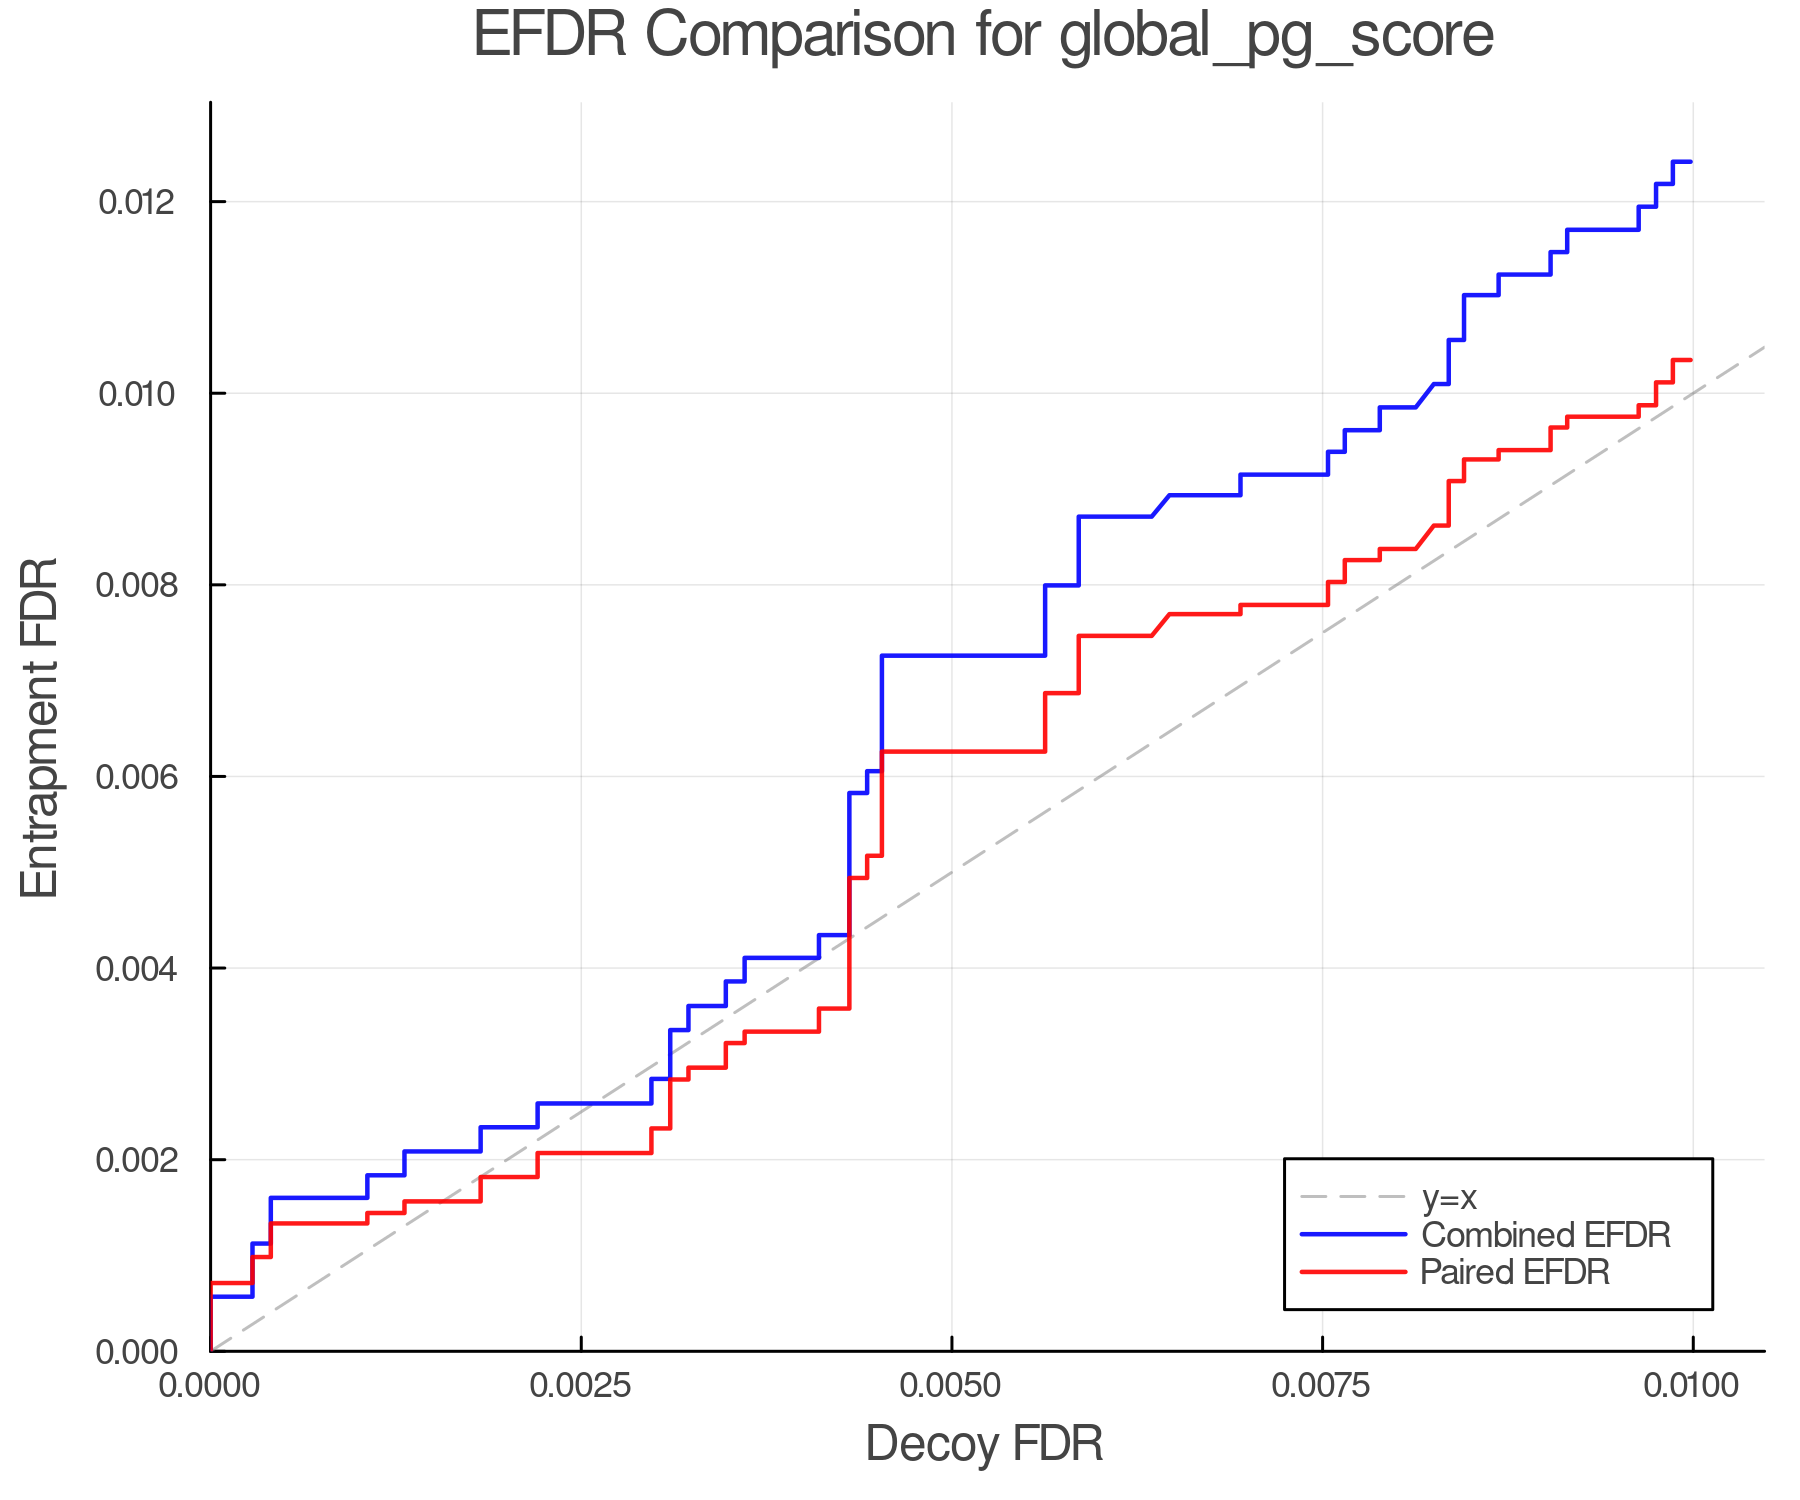 EFDR Comparison for global_pg_score
Entrapment FDR
0.012
0.010
0.008
0.006
0.004
0.002
0.000
0.0000 0.0025 0.0050 0.0075 0.0100
Decoy FDR
y=x
Combined EFDR
Paired EFDR